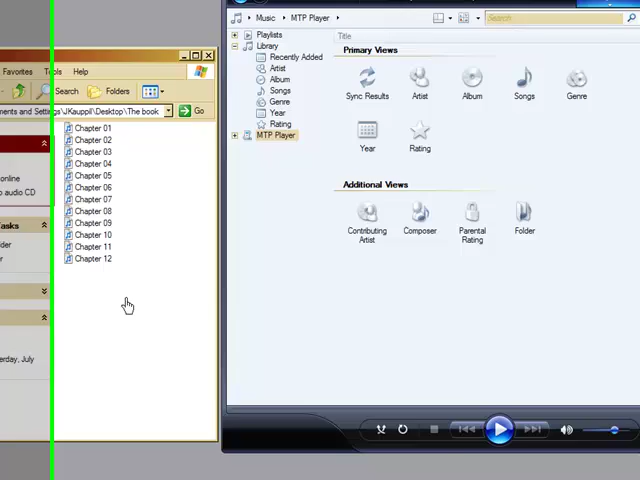 Favorites Tools Help
Search Folders
ments and Settings\JKauppil\Desktop\The book
Go
Chapter 01
Chapter 02
Chapter 03
Chapter 04
Chapter 05
Chapter 06
Chapter 07
Chapter 08
Chapter 09
Chapter 10
Chapter 11
Chapter 12
online
o audio CD
asks
der
r
erday, July
Music MTP Player
Search
Playlists
Library
Recently Added
Artist
Album
Songs
Genre
Year
Rating
MTP Player
Title
Primary Views
Sync Results
Artist
Album
Songs
Genre
Year
Rating
Additional Views
Contributing
Artist
Composer
Parental
Rating
Folder